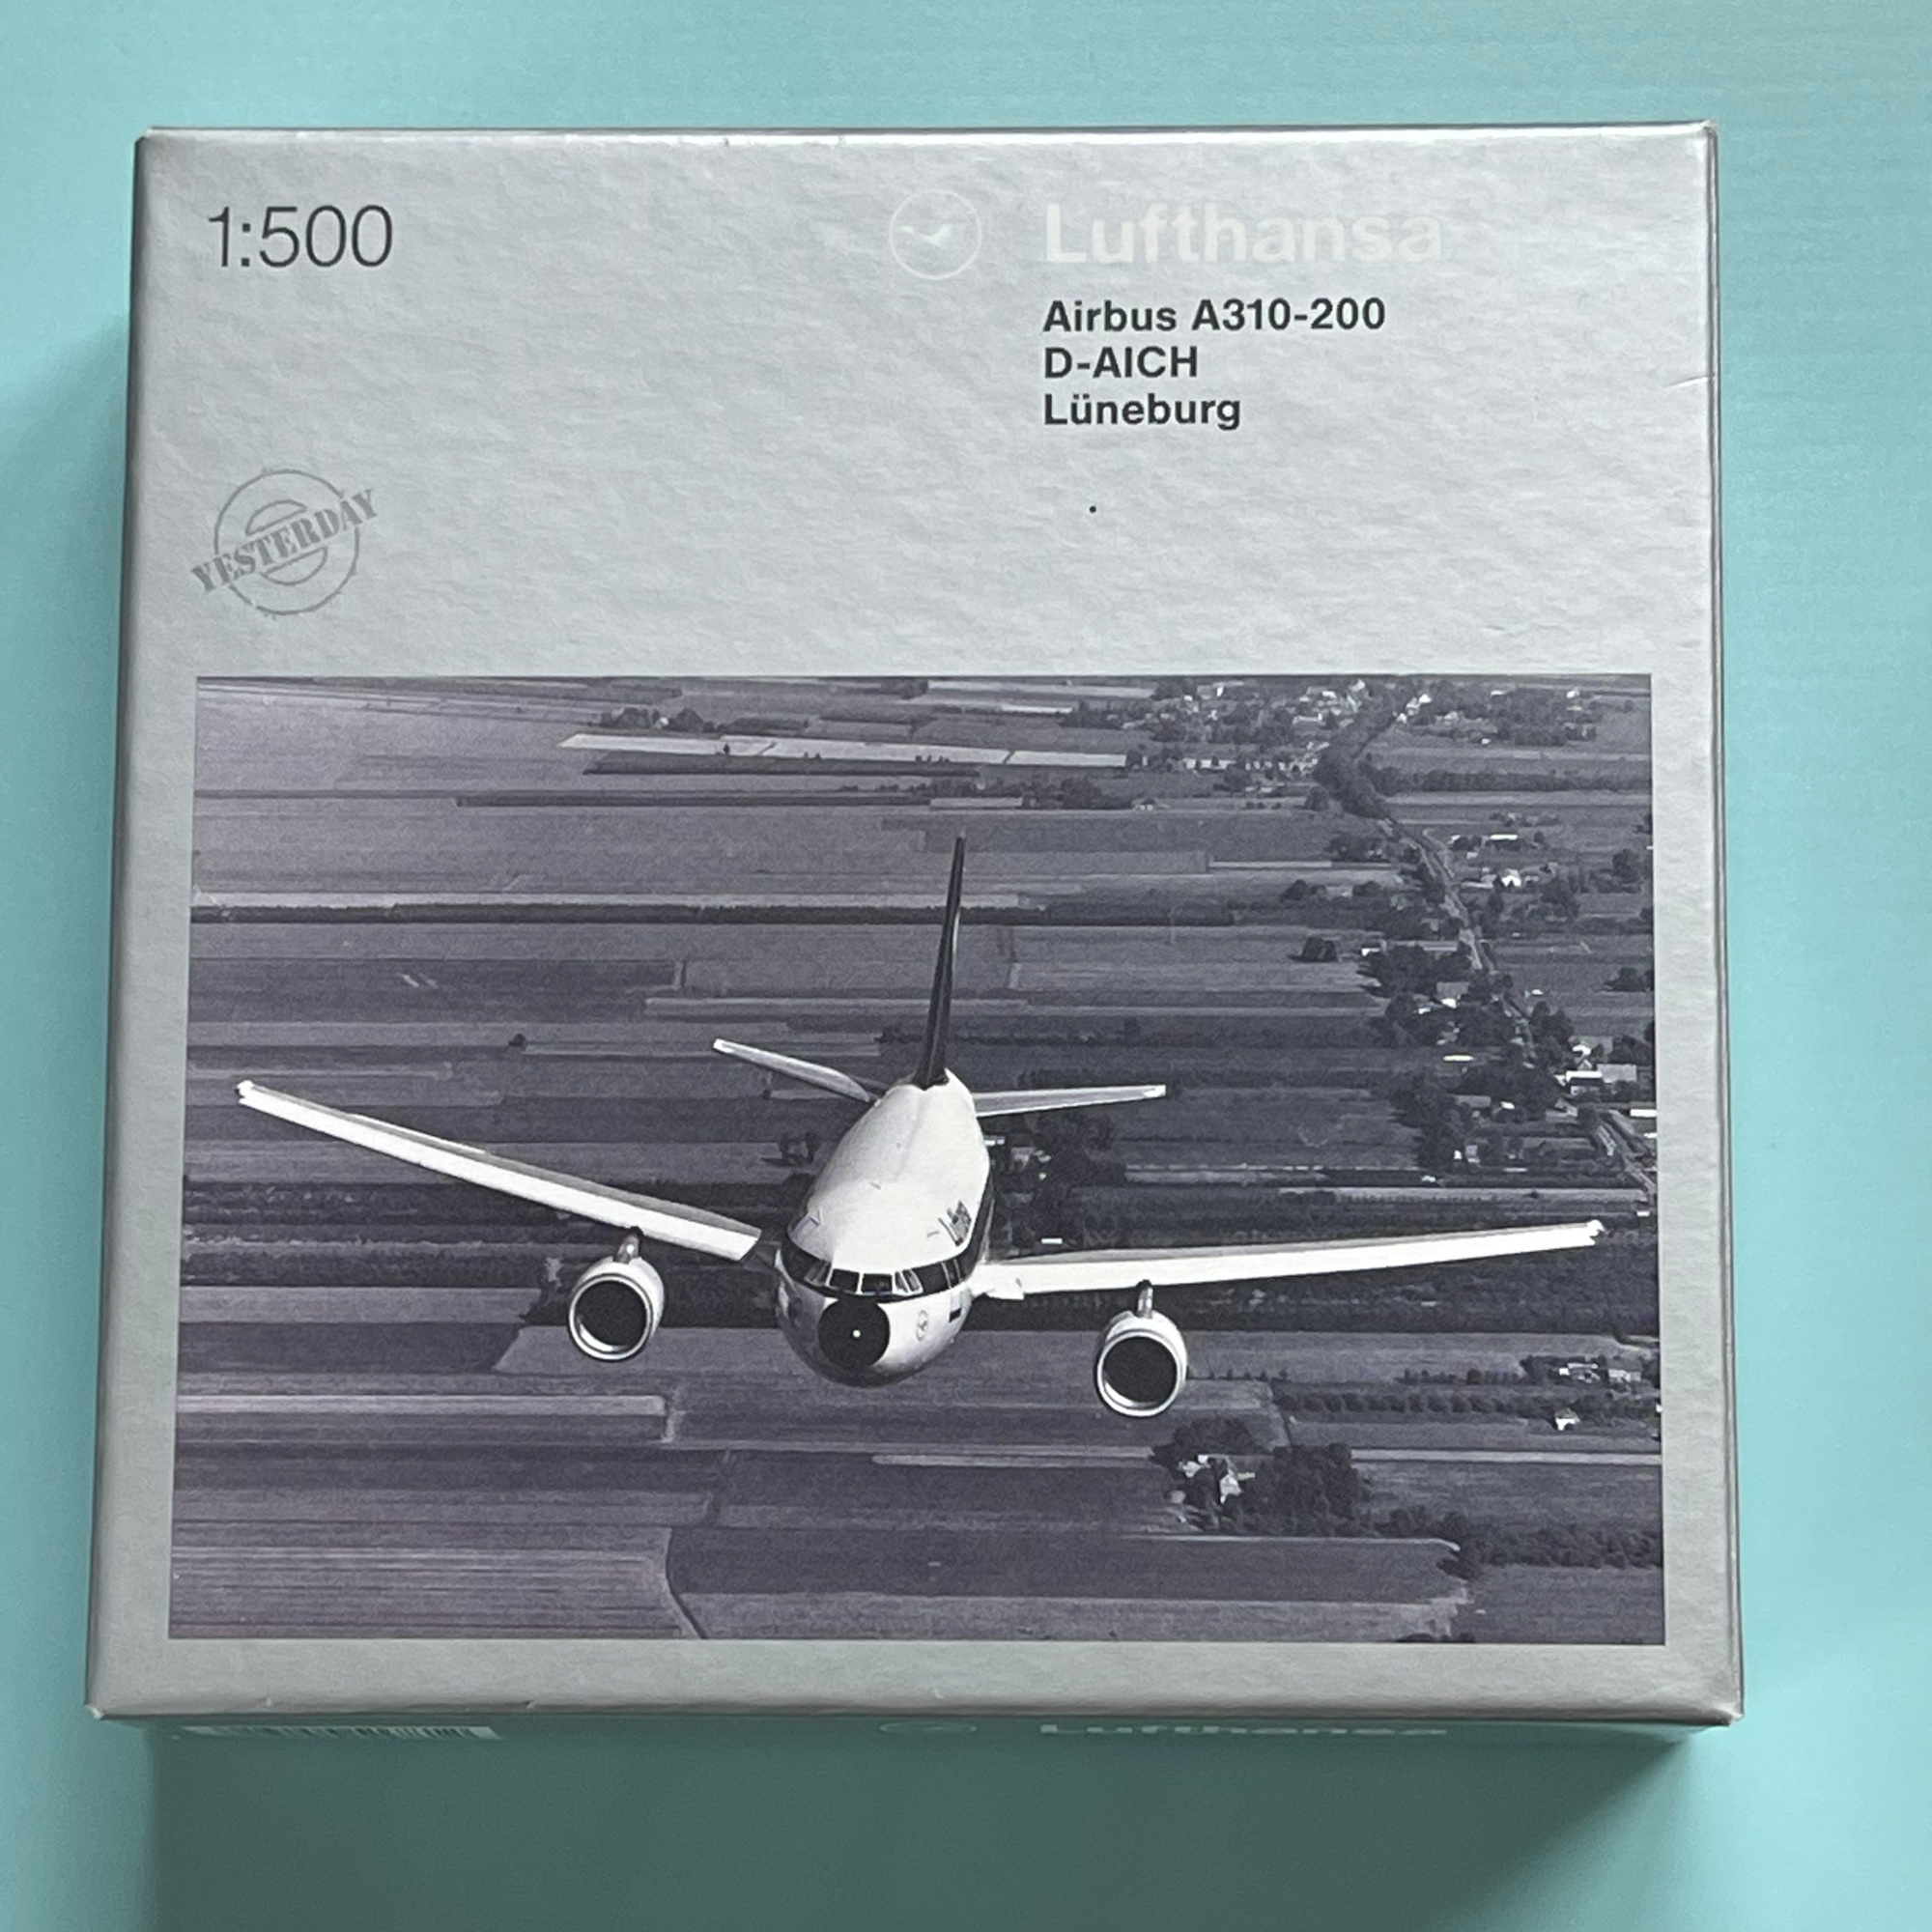 1:500
Lufthansa
Airbus A310-200
D-AICH
Lüneburg
YESTERDAY
Lufthansa